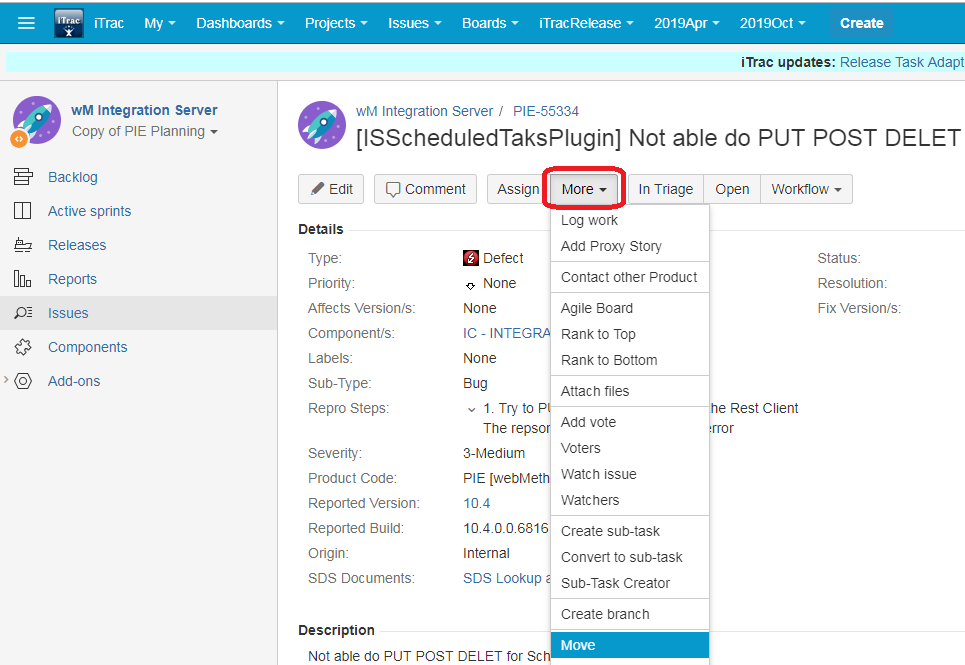 iTrac iTrac My Dashboards Projects Issues Boards iTracRelease 2019Apr 2019Oct Create
iTrac updates: Release Task Adapt
wM Integration Server
Copy of PIE Planning
Backlog
Active sprints
Releases
Reports
Issues
Components
Add-ons
wM Integration Server / PIE-55334
[ISScheduledTaksPlugin] Not able do PUT POST DELET
Edit Comment Assign More In Triage Open Workflow
Details
Type: Defect
Priority: None
Affects Version/s: None
Component/s: IC - INTEGRA
Labels: None
Sub-Type: Bug
Repro Steps: 1. Try to PU he Rest Client
The repsor error
Severity: 3-Medium
Product Code: PIE [webMeth
Reported Version: 10.4
Reported Build: 10.4.0.0.6816
Origin: Internal
SDS Documents: SDS Lookup a
Status:
Resolution:
Fix Version/s:
Log work
Add Proxy Story
Contact other Product
Agile Board
Rank to Top
Rank to Bottom
Attach files
Add vote
Voters
Watch issue
Watchers
Create sub-task
Convert to sub-task
Sub-Task Creator
Create branch
Move
Description
Not able do PUT POST DELET for Sch